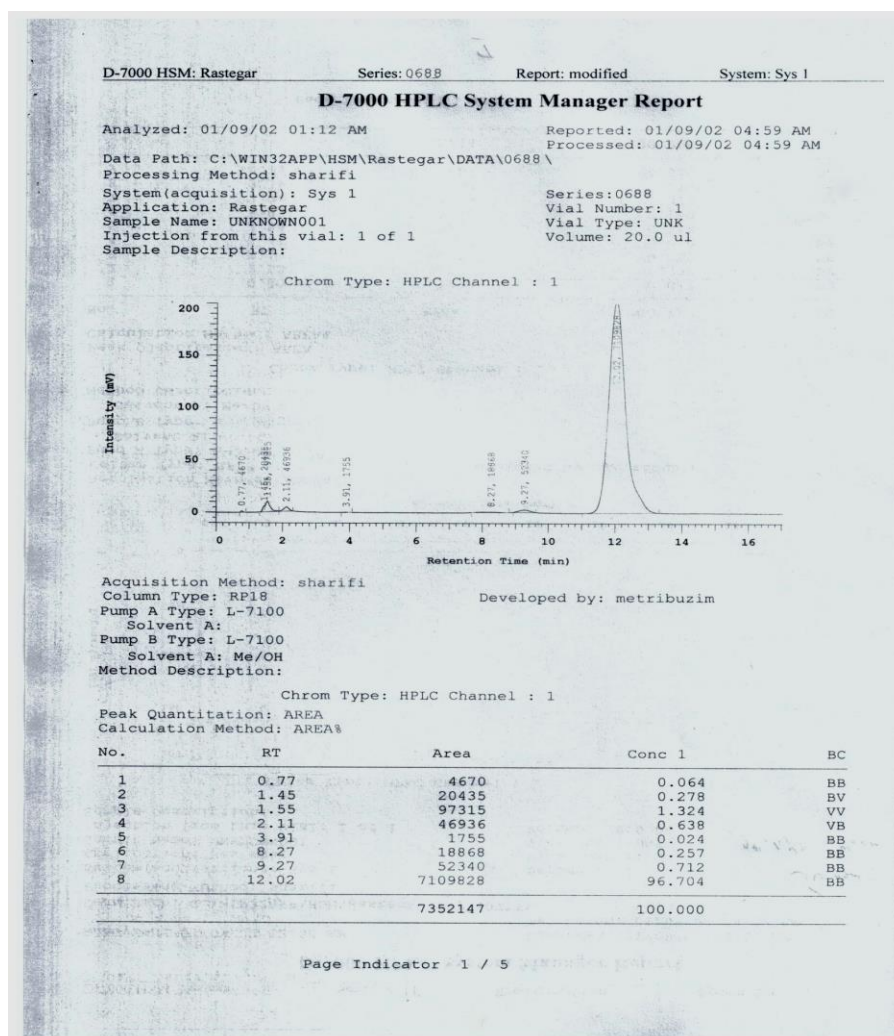 D-7000 HSM: Rastegar Series: 0688 Report: modified System: Sys 1
D-7000 HPLC System Manager Report
Analyzed: 01/09/02 01:12 AM Reported: 01/09/02 04:59 AM
Processed: 01/09/02 04:59 AM
Data Path: C:\WIN32APP\HSM\Rastegar\DATA\0688\
Processing Method: sharifi
System(acquisition): Sys 1 Series:0688
Application: Rastegar Vial Number: 1
Sample Name: UNKNOWN001 Vial Type: UNK
Injection from this vial: 1 of 1 Volume: 20.0 ul
Sample Description:
Chrom Type: HPLC Channel : 1
Intensity (mV)
200
150
100
50
0
0.77, 4670
2.11, 46936
3.91, 1755
8.27, 18868
9.27, 52340
12.02, 7109828
0 2 4 6 8 10 12 14 16
Retention Time (min)
Acquisition Method: sharifi
Column Type: RP18 Developed by: metribuzim
Pump A Type: L-7100
Solvent A:
Pump B Type: L-7100
Solvent A: Me/OH
Method Description:
Chrom Type: HPLC Channel : 1
Peak Quantitation: AREA
Calculation Method: AREA%
No. RT Area Conc 1 BC
1 0.77 4670 0.064 BB
2 1.45 20435 0.278 BV
3 1.55 97315 1.324 VV
4 2.11 46936 0.638 VB
5 3.91 1755 0.024 BB
6 8.27 18868 0.257 BB
7 9.27 52340 0.712 BB
8 12.02 7109828 96.704 BB
7352147 100.000
Page Indicator 1 / 5